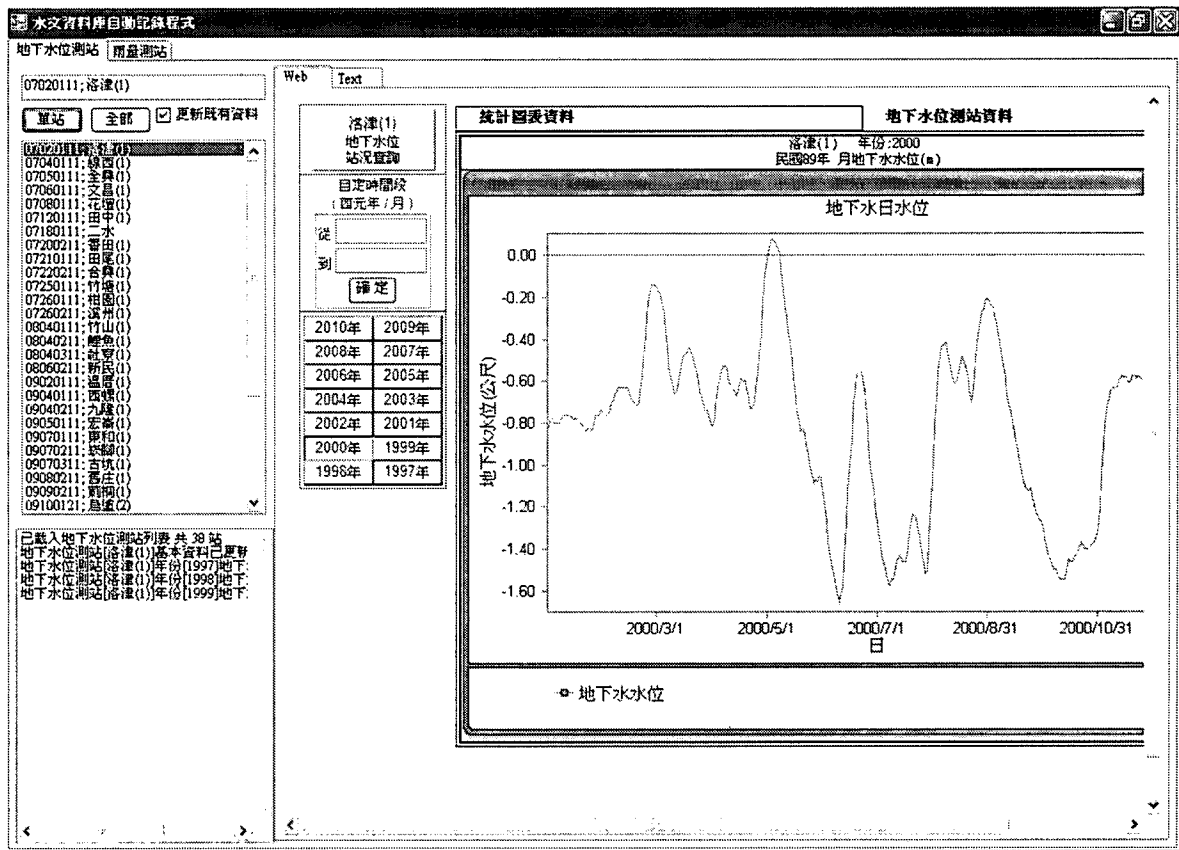 水文資料庫自動記錄程式
地下水位測站 雨量測站
07020111;洛津(1)
單站 全部 更新既有資料
07040111;線西(1)
07050111;全興(1)
07060111;文昌(1)
07080111;花壇(1)
07120111;田中(1)
07180111;二水
07200211;番田(1)
07210111;田尾(1)
07220211;合興(1)
07250111;竹塘(1)
07260111;柑園(1)
07260211;溪州(1)
08040111;竹山(1)
08040211;鯉魚(1)
08040311;社寮(1)
08060211;新民(1)
09020111;溫厝(1)
09040111;西螺(1)
09040211;九隆(1)
09050111;宏崙(1)
09070111;東和(1)
09070211;崁腳(1)
09070311;古坑(1)
09080211;舊庄(1)
09090211;莿桐(1)
09100121;烏塗(2)
已載入地下水位測站列表 共 38 站
地下水位測站[洛津(1)]基本資料已更新
地下水位測站[洛津(1)]年份[1997]地下
地下水位測站[洛津(1)]年份[1998]地下
地下水位測站[洛津(1)]年份[1999]地下
Web Text
洛津(1)
地下水位
站況查詢
自定時間段
(西元年/月)
從
到
確定
2010年 2009年
2008年 2007年
2006年 2005年
2004年 2003年
2002年 2001年
2000年 1999年
1998年 1997年
統計圖表資料 地下水位測站資料
洛津(1) 年份:2000
民國89年 月地下水水位(m)
地下水日水位
地下水水位(公尺)
0.00
-0.20
-0.40
-0.60
-0.80
-1.00
-1.20
-1.40
-1.60
2000/3/1 2000/5/1 2000/7/1 2000/8/31 2000/10/31
日
地下水水位